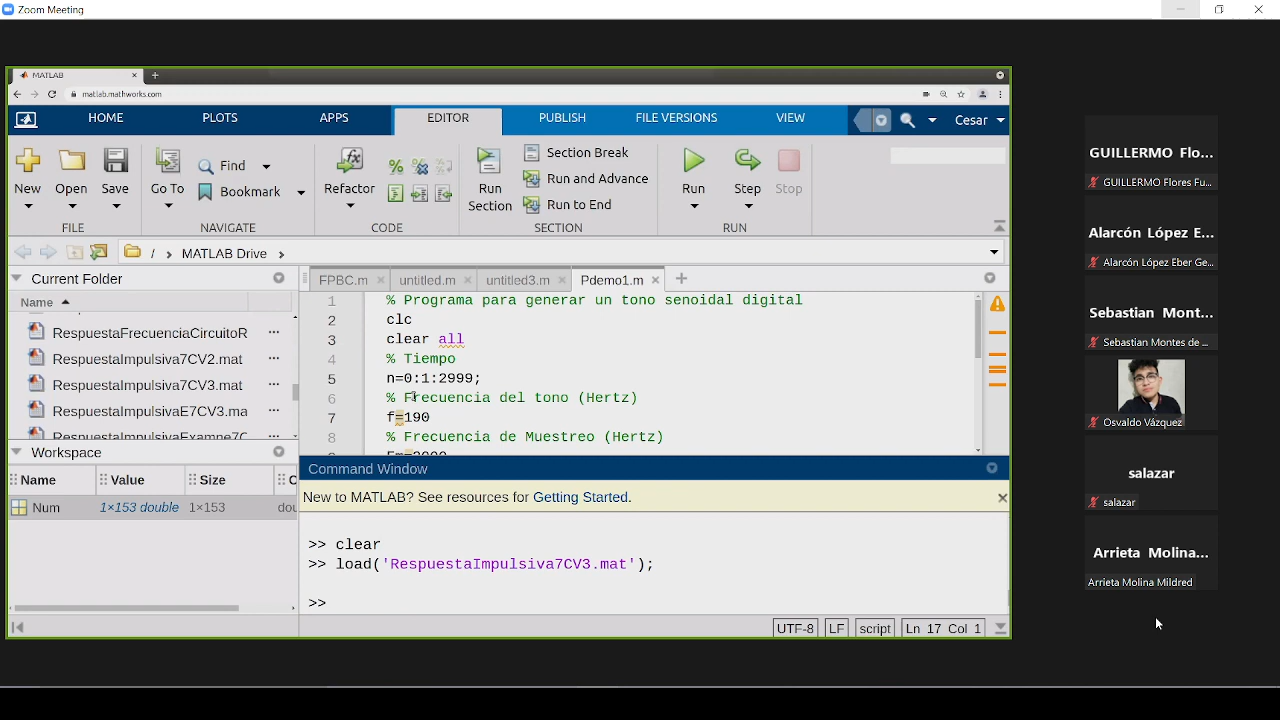 Zoom Meeting
MATLAB
matlab.mathworks.com
HOME PLOTS APPS EDITOR PUBLISH FILE VERSIONS VIEW Cesar
New Open Save Go To Find Bookmark Refactor Run Section Section Break Run and Advance Run to End Run Step Stop
FILE NAVIGATE CODE SECTION RUN
/ MATLAB Drive
Current Folder
Name
RespuestaFrecuenciaCircuitoR
RespuestaImpulsiva7CV2.mat
RespuestaImpulsiva7CV3.mat
RespuestaImpulsivaE7CV3.ma
RespuestaImpulsivaExamne7C
Workspace
Name Value Size C
Num 1×153 double 1×153 dou
FPBC.m untitled.m untitled3.m Pdemo1.m
1 % Programa para generar un tono senoidal digital
2 clc
3 clear all
4 % Tiempo
5 n=0:1:2999;
6 % Frecuencia del tono (Hertz)
7 f=190
8 % Frecuencia de Muestreo (Hertz)
Command Window
New to MATLAB? See resources for Getting Started.
>> clear
>> load('RespuestaImpulsiva7CV3.mat');
>>
UTF-8 LF script Ln 17 Col 1
GUILLERMO Flo...
GUILLERMO Flores Fu...
Alarcón López E...
Alarcón López Eber Ge...
Sebastian Mont...
Sebastian Montes de ...
Osvaldo Vázquez
salazar
salazar
Arrieta Molina...
Arrieta Molina Mildred